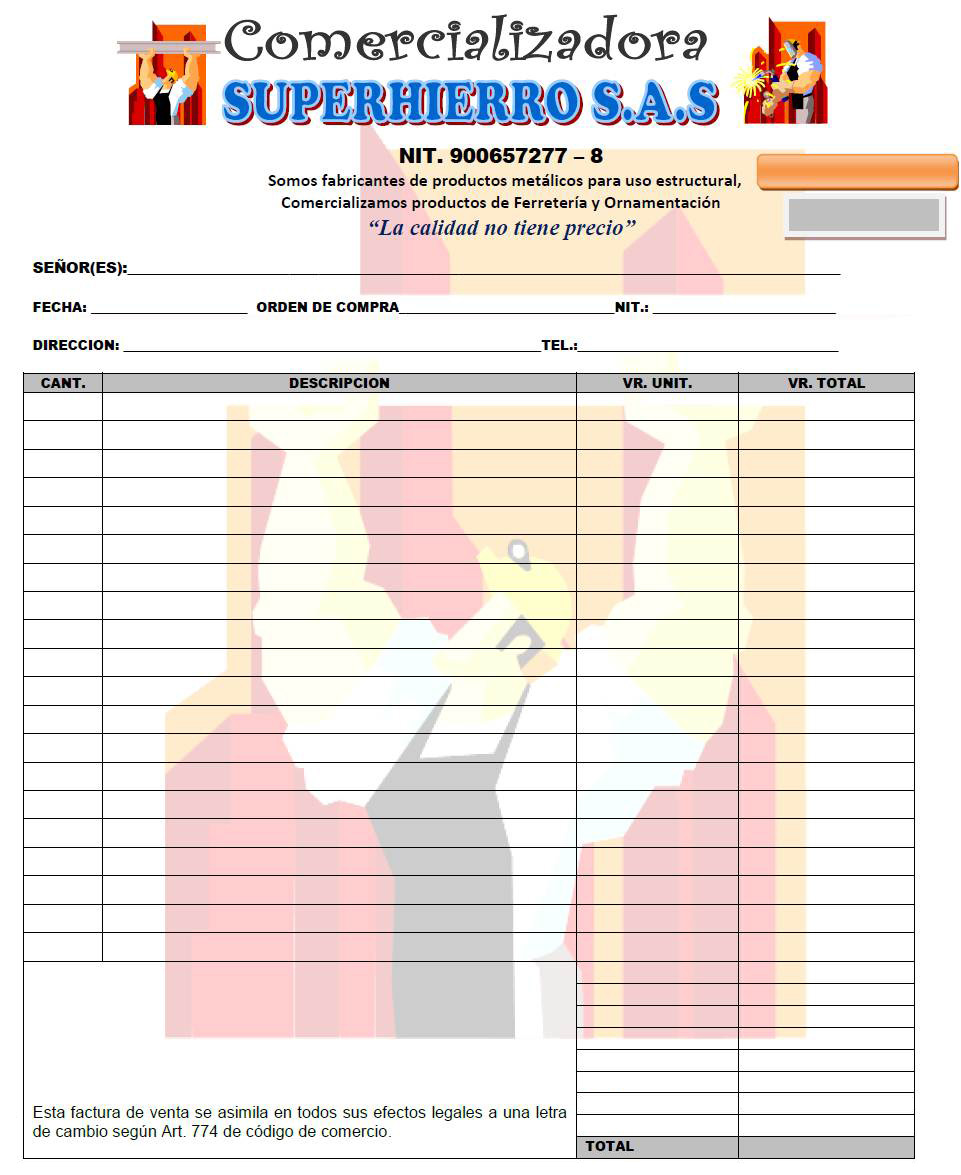 Comercializadora
SUPERHIERRO S.A.S
NIT. 900657277 – 8
Somos fabricantes de productos metálicos para uso estructural,
Comercializamos productos de Ferretería y Ornamentación
“La calidad no tiene precio”
SEÑOR(ES):
FECHA: ORDEN DE COMPRA NIT.:
DIRECCION: TEL.:
CANT. DESCRIPCION VR. UNIT. VR. TOTAL
Esta factura de venta se asimila en todos sus efectos legales a una letra
de cambio según Art. 774 de código de comercio.
TOTAL